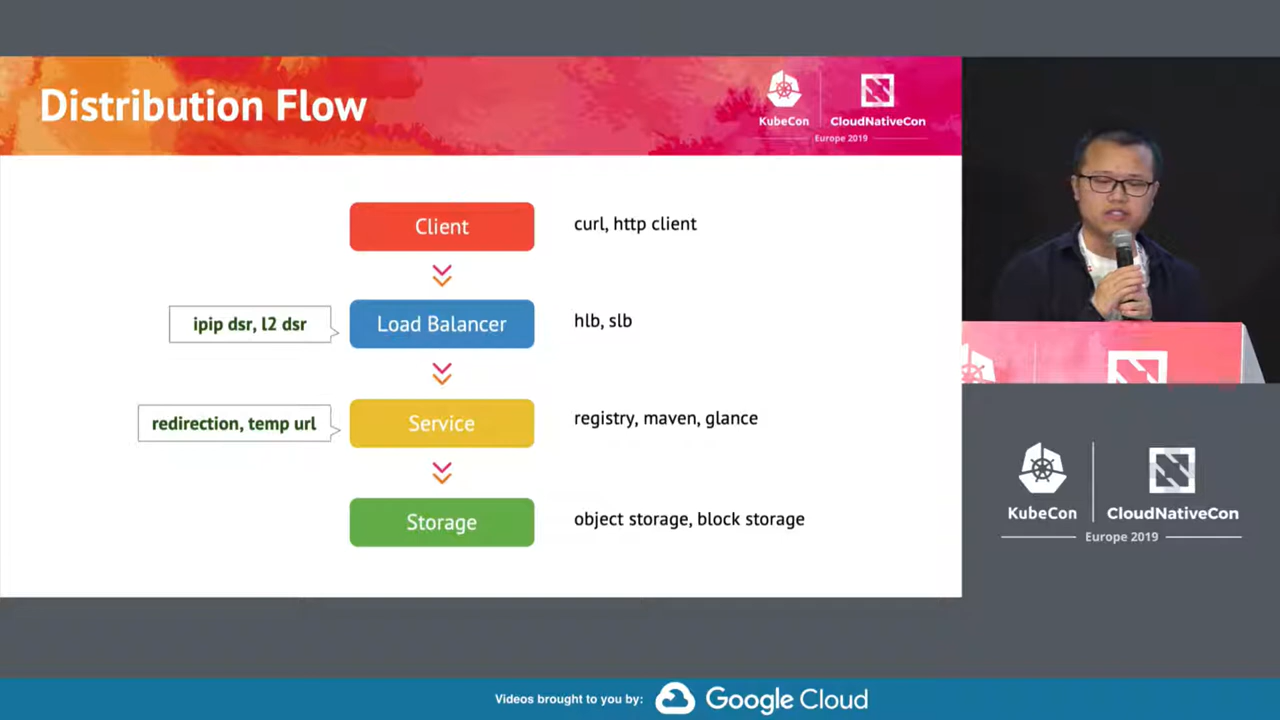 Distribution Flow
KubeCon
CloudNativeCon
Europe 2019
Client
curl, http client
ipip dsr, l2 dsr
Load Balancer
hlb, slb
redirection, temp url
Service
registry, maven, glance
Storage
object storage, block storage
KubeCon
CloudNativeCon
Europe 2019
Videos brought to you by:
Google Cloud